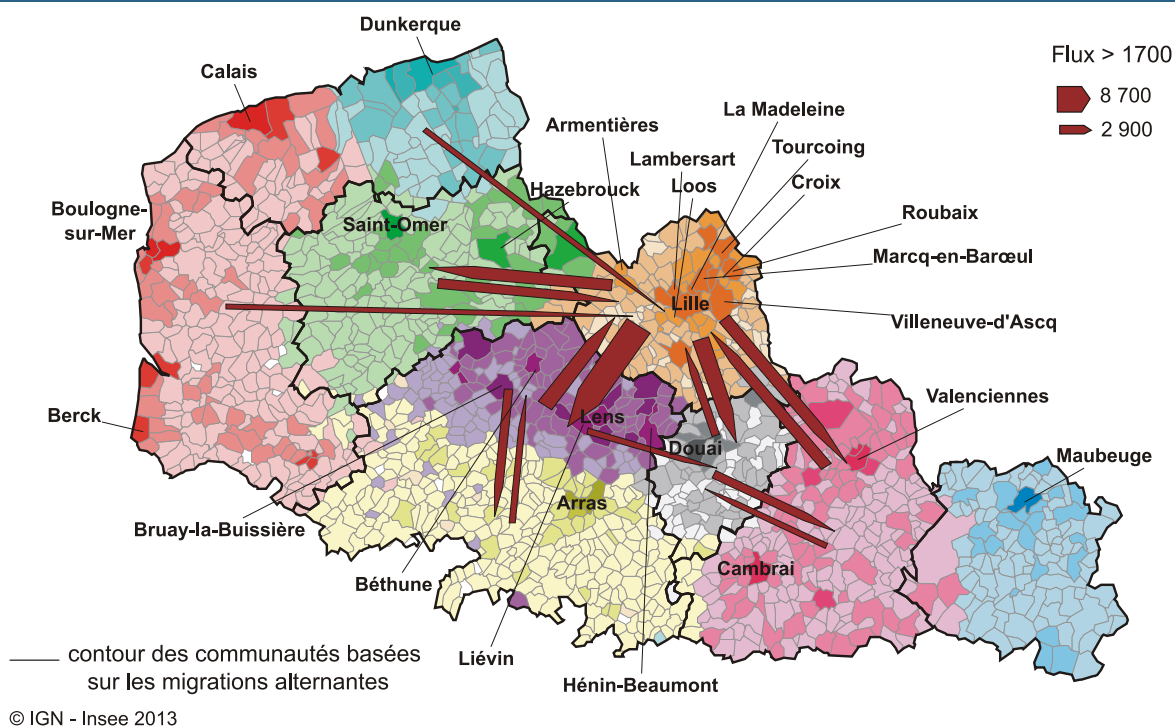 Dunkerque
Flux > 1700
Calais
8 700
La Madeleine
Armentières
2 900
Tourcoing
Lambersart
Hazebrouck
Loos
Croix
Boulogne-
sur-Mer
Saint-Omer
Roubaix
Marcq-en-Barœul
Lille
Villeneuve-d'Ascq
Valenciennes
Berck
Lens
Douai
Maubeuge
Arras
Bruay-la-Buissière
Cambrai
Béthune
contour des communautés basées
sur les migrations alternantes
Liévin
Hénin-Beaumont
© IGN - Insee 2013